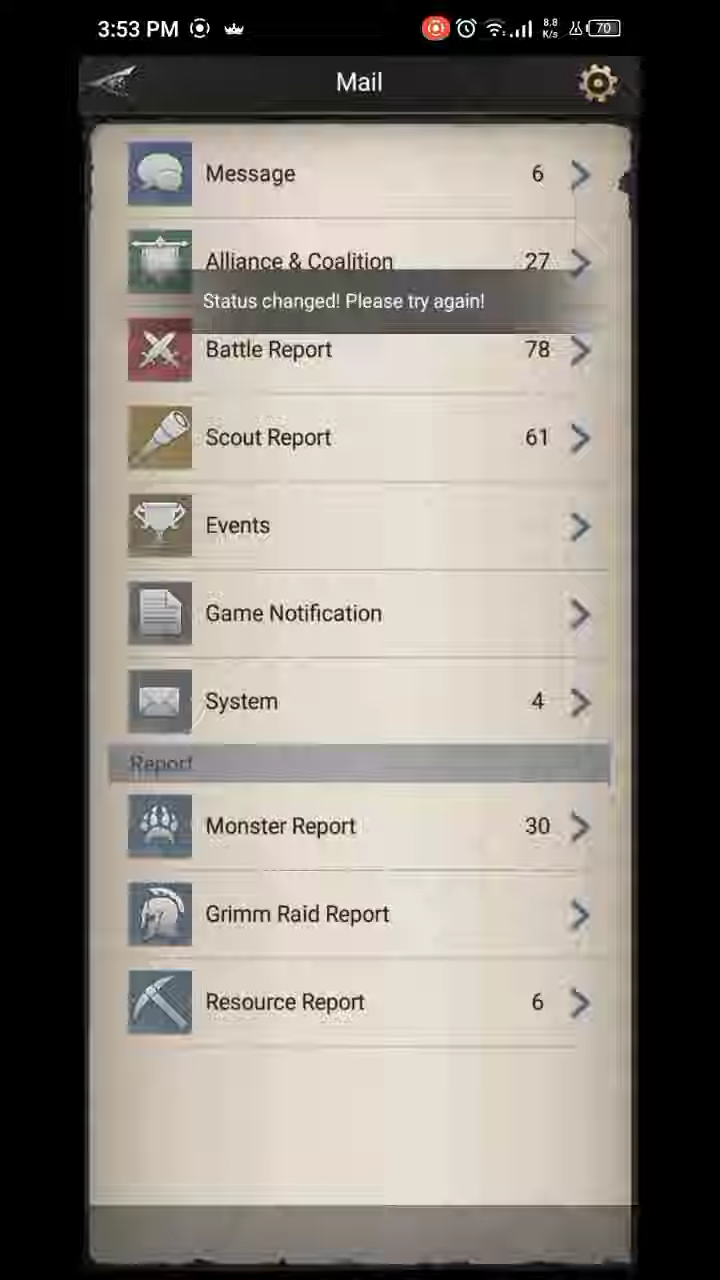 3:53 PM
8.8
K/s
70
Mail
Message 6
Alliance & Coalition 27
Status changed! Please try again!
Battle Report 78
Scout Report 61
Events
Game Notification
System 4
Report
Monster Report 30
Grimm Raid Report
Resource Report 6